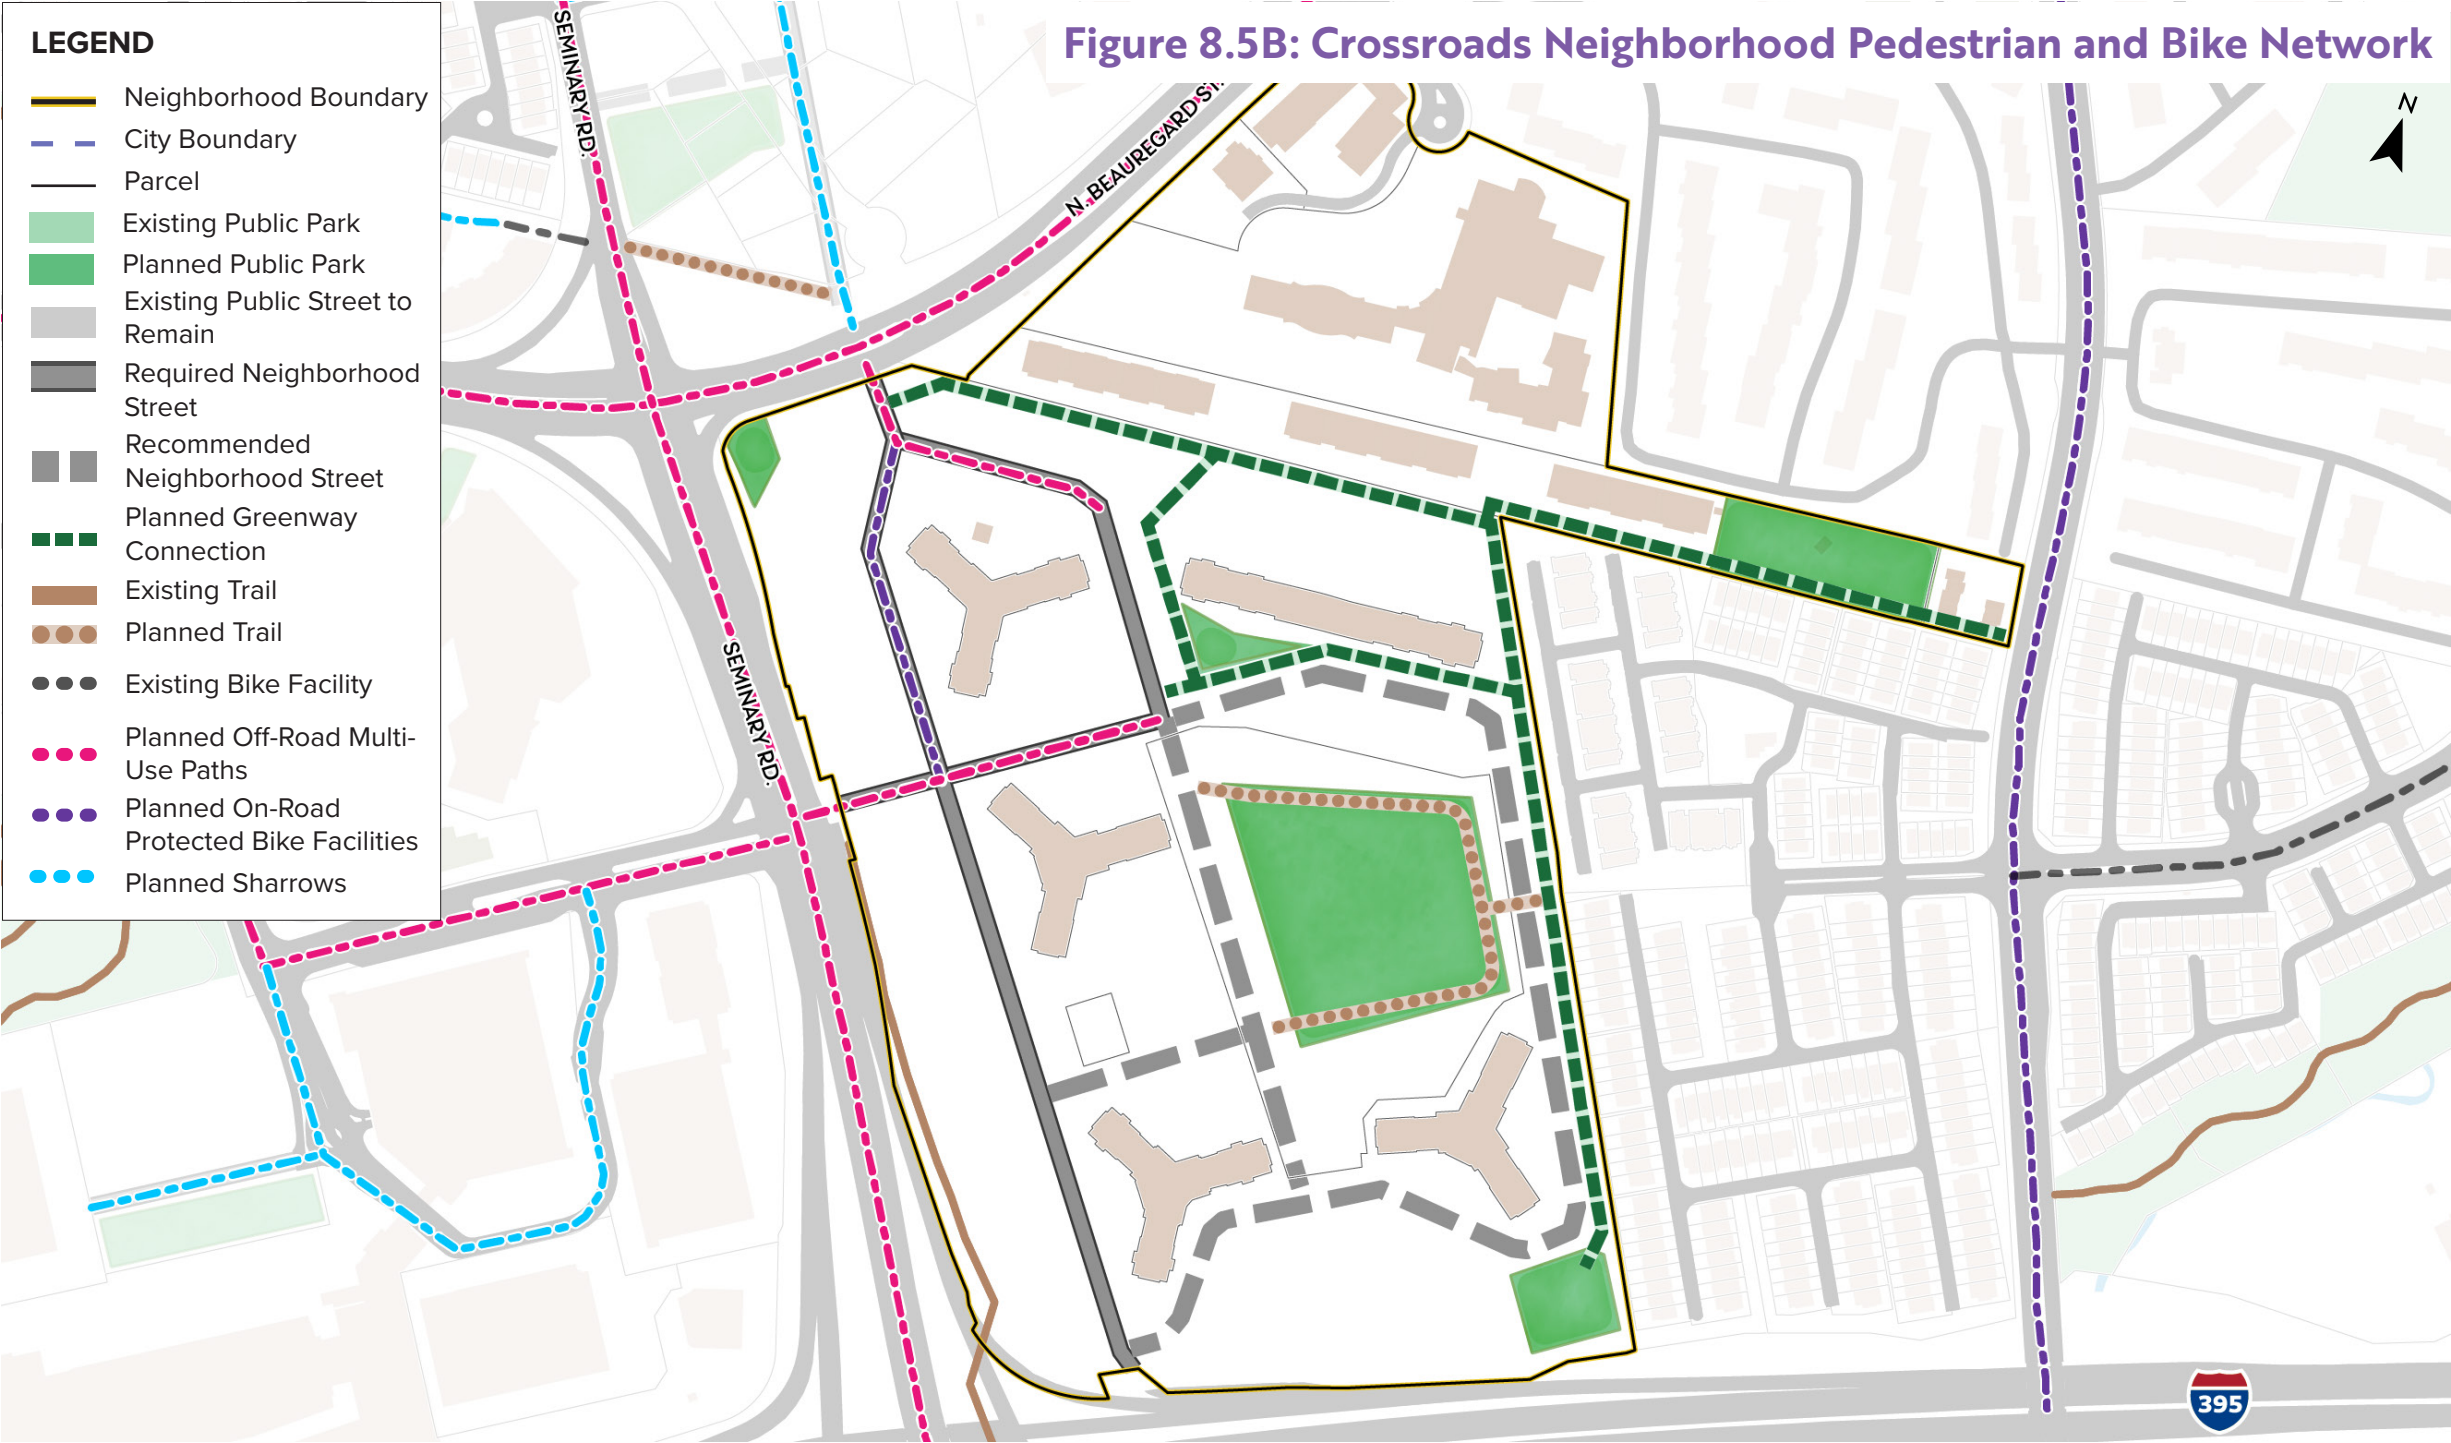 Figure 8.5B: Crossroads Neighborhood Pedestrian and Bike Network
LEGEND
Neighborhood Boundary
City Boundary
Parcel
Existing Public Park
Planned Public Park
Existing Public Street to
Remain
Required Neighborhood
Street
Recommended
Neighborhood Street
Planned Greenway
Connection
Existing Trail
Planned Trail
Existing Bike Facility
Planned Off-Road Multi-
Use Paths
Planned On-Road
Protected Bike Facilities
Planned Sharrows
SEMINARY RD.
N. BEAUREGARD ST.
N
SEMINARY RD.
395